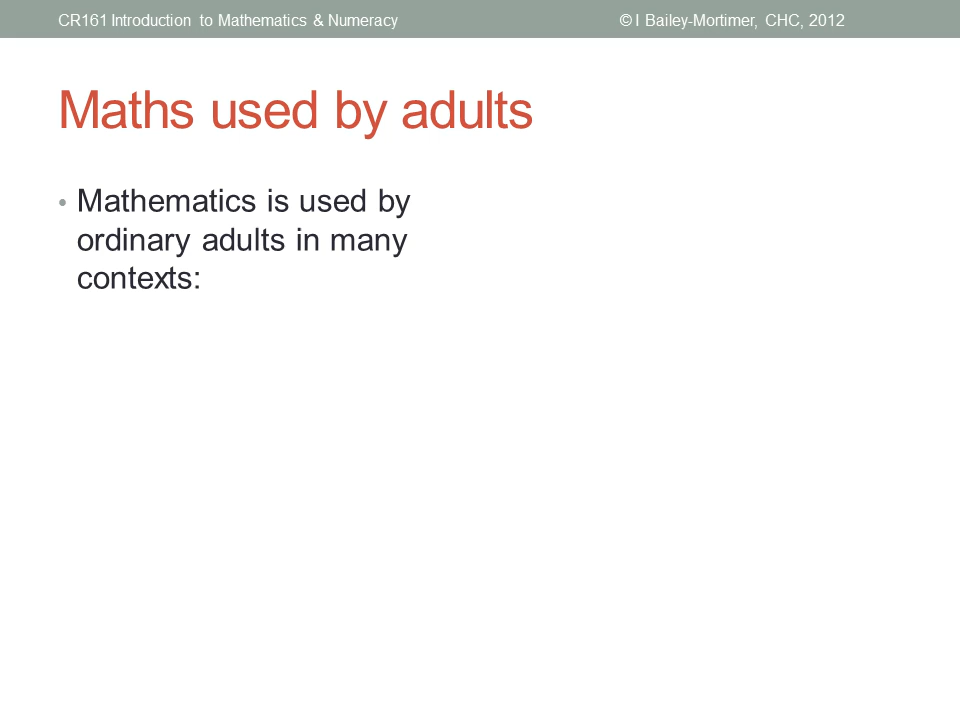 CR161 Introduction to Mathematics & Numeracy © I Bailey-Mortimer, CHC, 2012
Maths used by adults
• Mathematics is used by
ordinary adults in many
contexts: